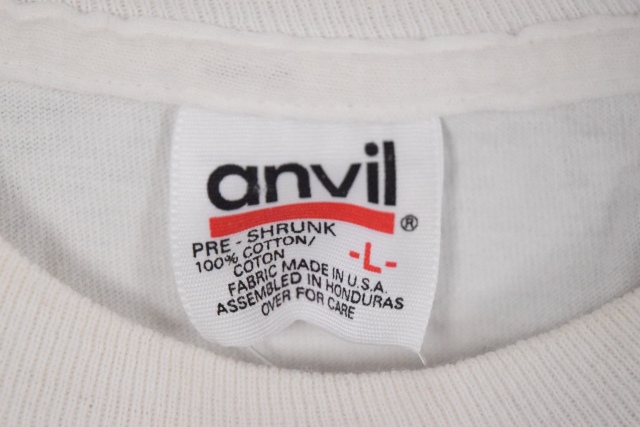 anvil®
PRE-SHRUNK
100% COTTON/
COTON
-L-
FABRIC MADE IN U.S.A.
ASSEMBLED IN HONDURAS
OVER FOR CARE